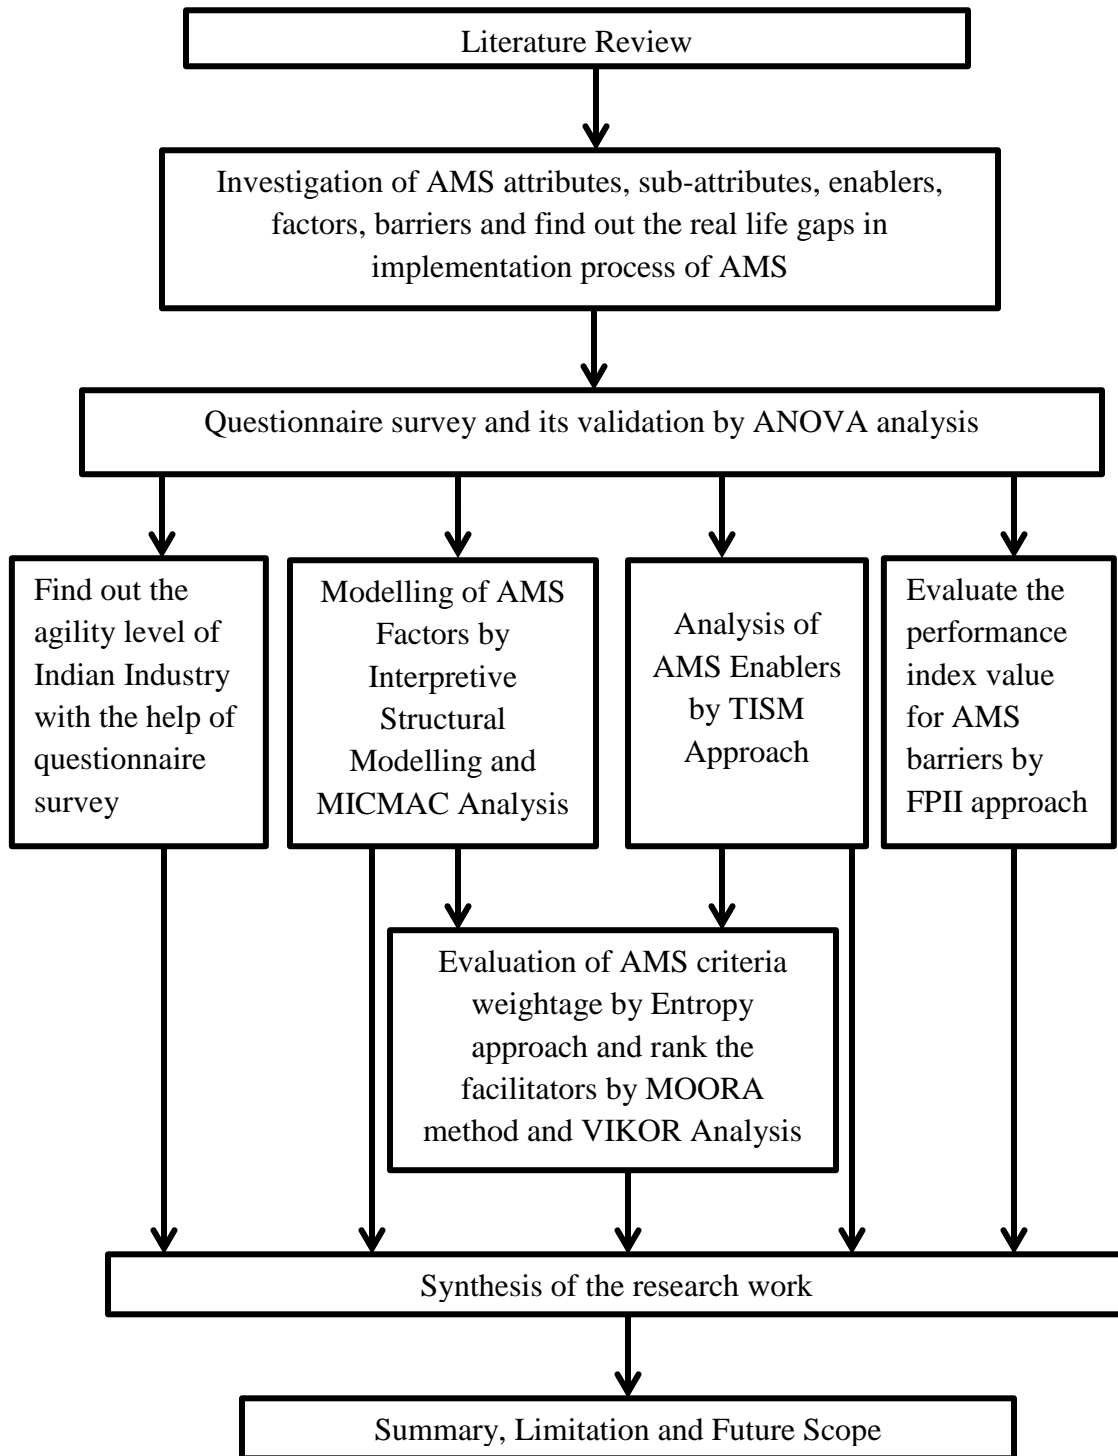 Literature Review
Investigation of AMS attributes, sub-attributes, enablers,
factors, barriers and find out the real life gaps in
implementation process of AMS
Questionnaire survey and its validation by ANOVA analysis
Find out the
agility level of
Indian Industry
with the help of
questionnaire
survey
Modelling of AMS
Factors by
Interpretive
Structural
Modelling and
MICMAC Analysis
Analysis of
AMS Enablers
by TISM
Approach
Evaluate the
performance
index value
for AMS
barriers by
FPII approach
Evaluation of AMS criteria
weightage by Entropy
approach and rank the
facilitators by MOORA
method and VIKOR Analysis
Synthesis of the research work
Summary, Limitation and Future Scope